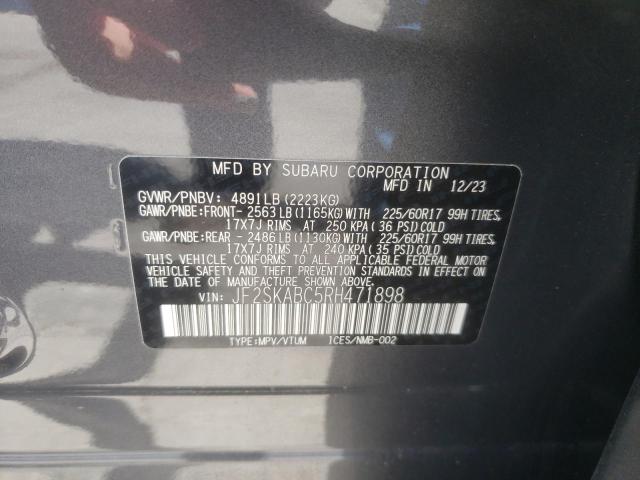 MFD BY SUBARU CORPORATION
MFD IN 12/23
GVWR/PNBV: 4891LB(2223KG)
GAWR/PNBE:FRONT- 2563LB(1165KG)WITH 225/60R17 99H TIRES,
17X7J RIMS AT 250 KPA (36 PSI)COLD
GAWR/PNBE:REAR - 2486LB(1130KG)WITH 225/60R17 99H TIRES,
17X7J RIMS AT 240 KPA (35 PSI)COLD
THIS VEHICLE CONFORMS TO ALL APPLICABLE FEDERAL MOTOR
VEHICLE SAFETY AND THEFT PREVENTION STANDARDS IN EFFECT
ON THE DATE OF MANUFACTURE SHOWN ABOVE.
VIN: JF2SKABC5RH471898
TYPE:MPV/VTUM ICES/NMB-002